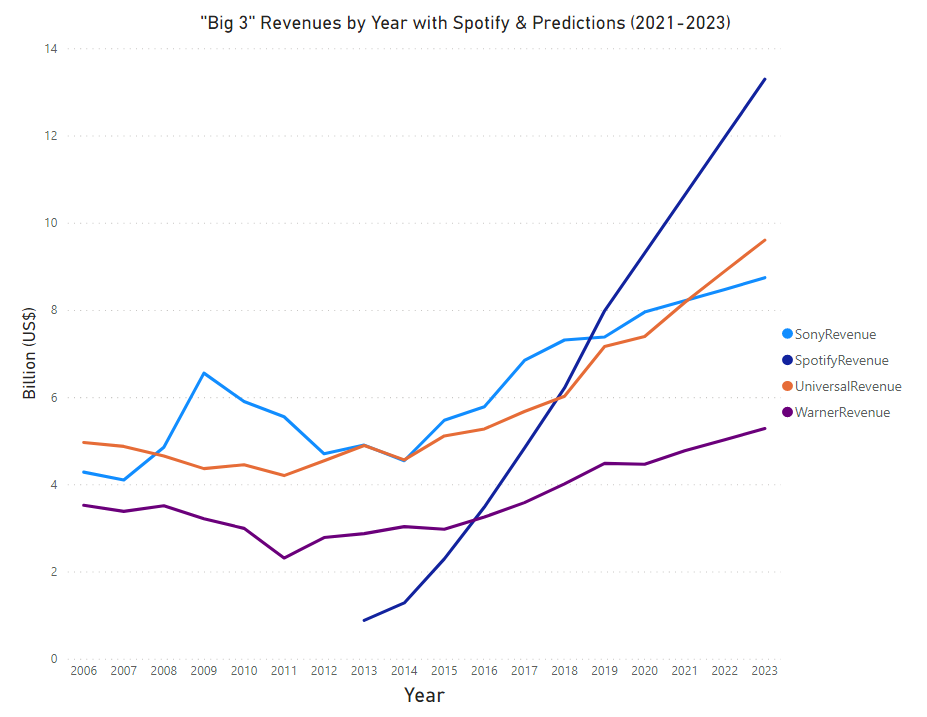 "Big 3" Revenues by Year with Spotify & Predictions (2021-2023)
14
12
10
8
6
4
2
0
Billion (US$)
2006 2007 2008 2009 2010 2011 2012 2013 2014 2015 2016 2017 2018 2019 2020 2021 2022 2023
Year
SonyRevenue
SpotifyRevenue
UniversalRevenue
WarnerRevenue